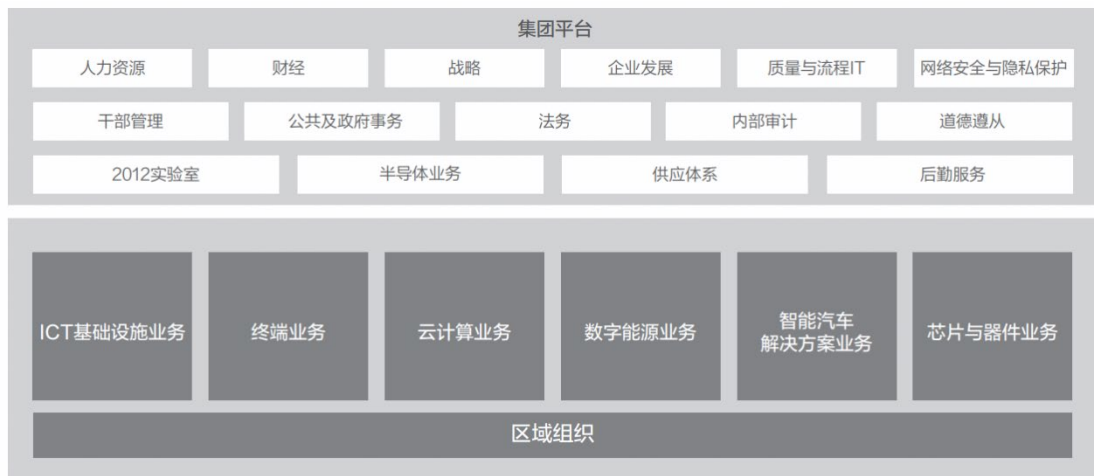 集团平台
人力资源
财经
战略
企业发展
质量与流程IT
网络安全与隐私保护
干部管理
公共及政府事务
法务
内部审计
道德遵从
2012实验室
半导体业务
供应体系
后勤服务
ICT基础设施业务
终端业务
云计算业务
数字能源业务
智能汽车
解决方案业务
芯片与器件业务
区域组织